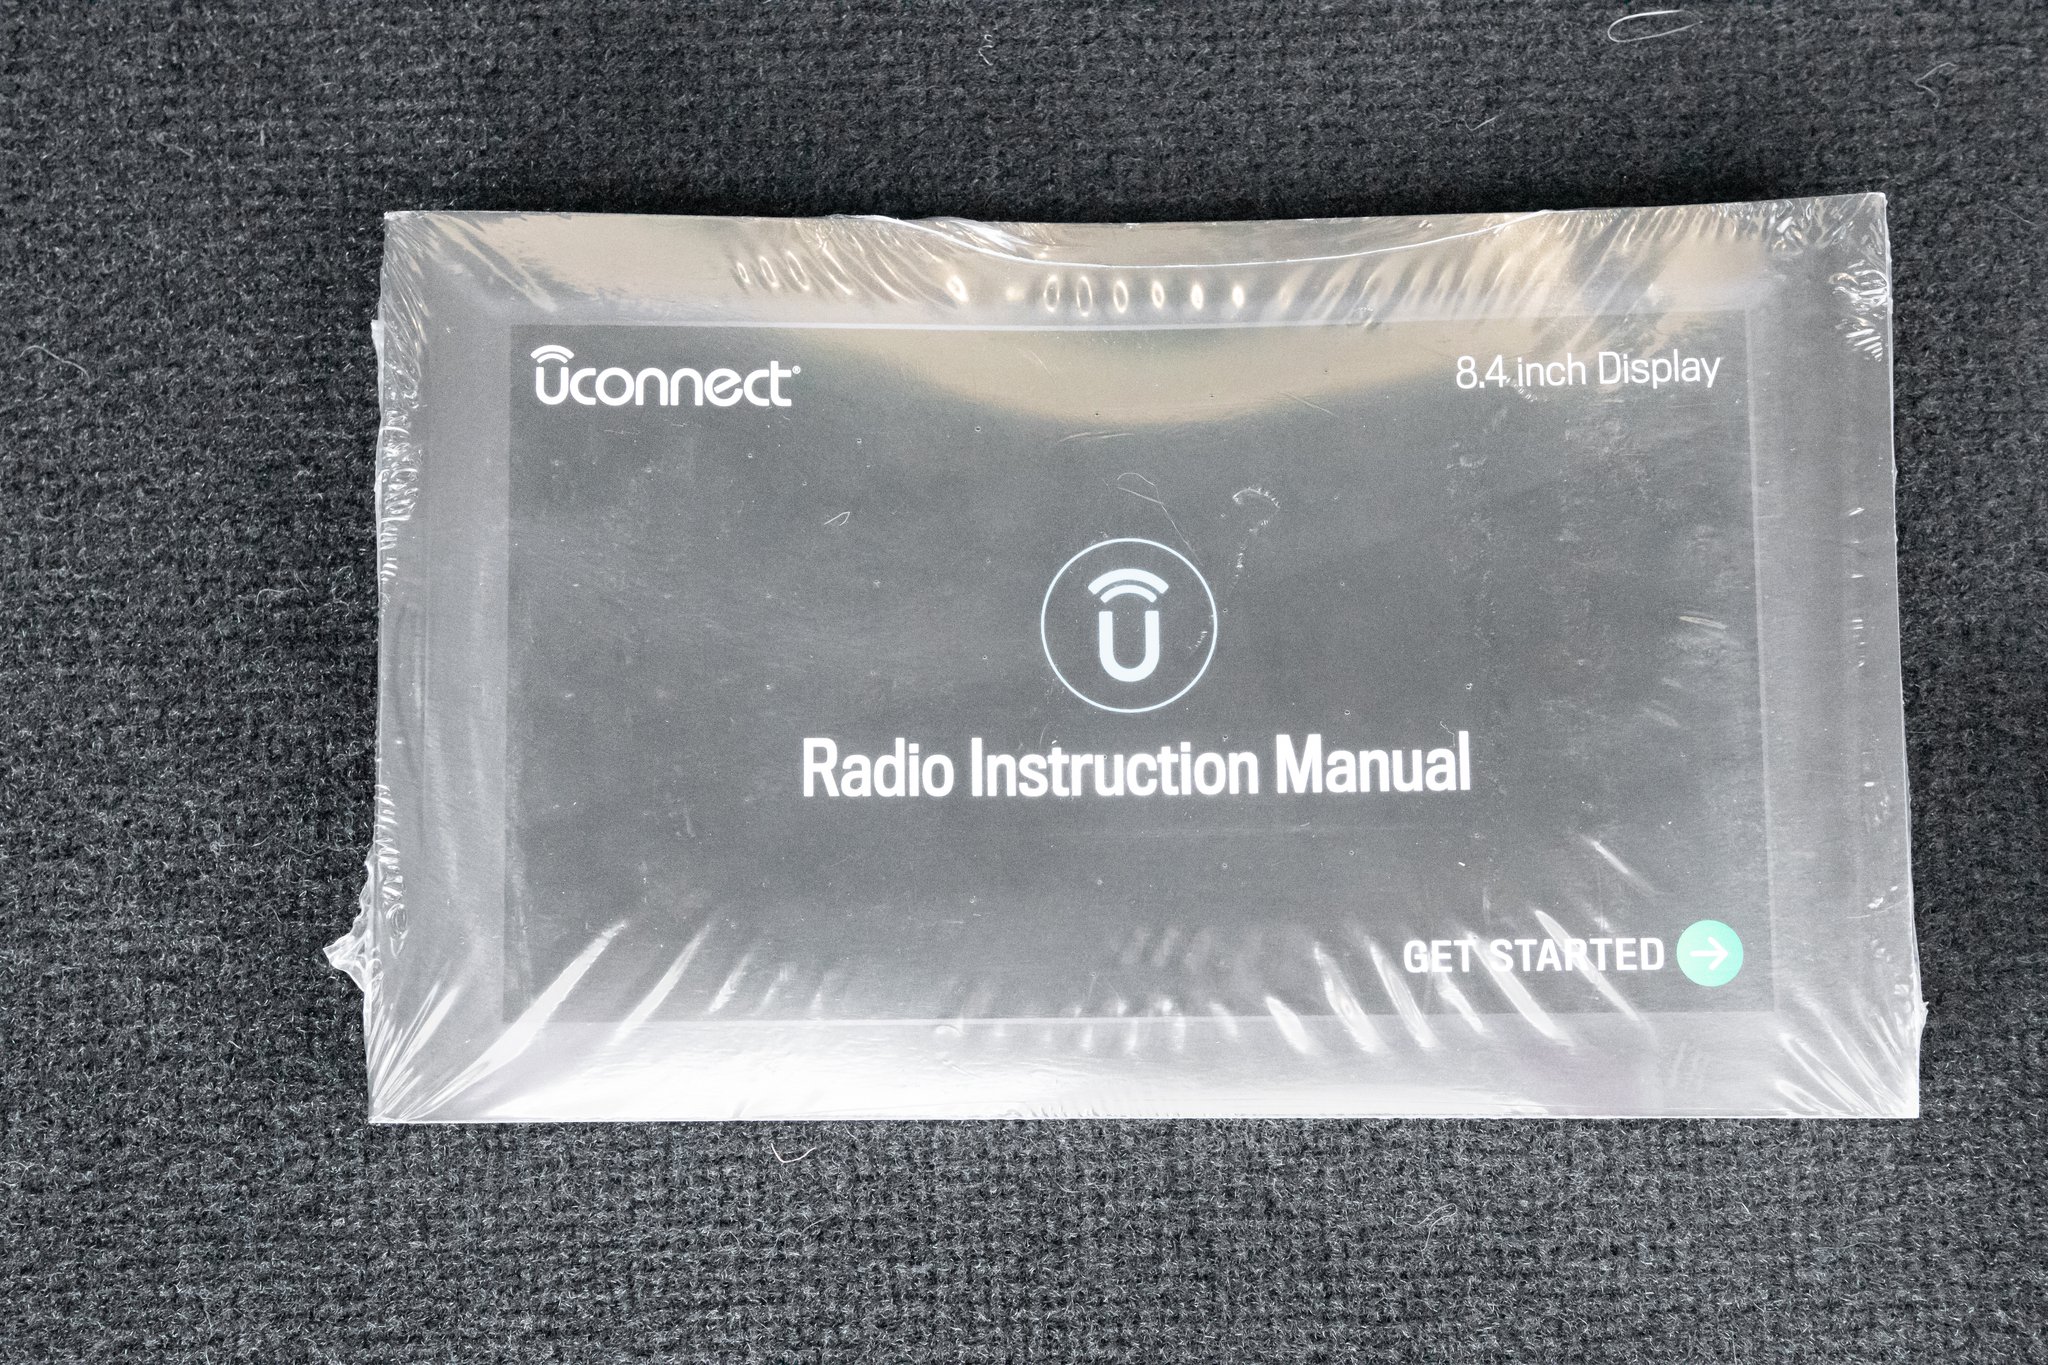 uconnect®
8.4 inch Display
U
Radio Instruction Manual
GET STARTED